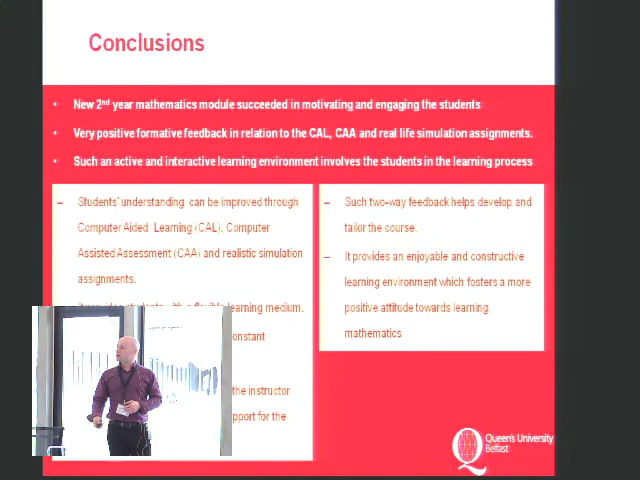 Conclusions
• New 2nd year mathematics module succeeded in motivating and engaging the students
• Very positive formative feedback in relation to the CAL, CAA and real life simulation assignments.
• Such an active and interactive learning environment involves the students in the learning process
– Students' understanding can be improved through
Computer Aided Learning (CAL), Computer
Assisted Assessment (CAA) and realistic simulation
assignments.
learning medium.
constant
the instructor
support for the
– Such two-way feedback helps develop and
tailor the course.
– It provides an enjoyable and constructive
learning environment which fosters a more
positive attitude towards learning
mathematics
Queen's University
Belfast